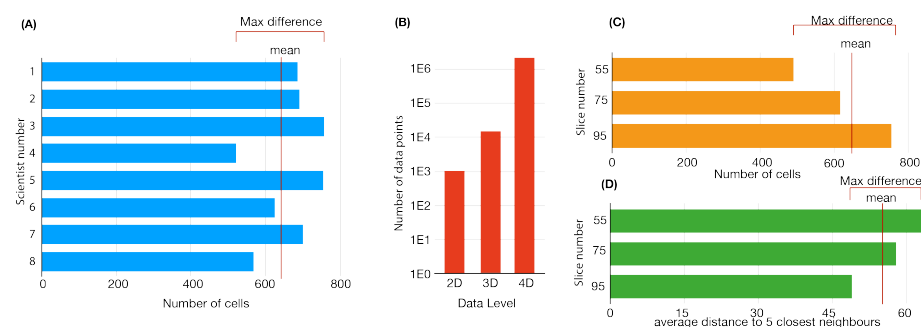 (A)
Max difference
mean
Scientist number
1
2
3
4
5
6
7
8
0 200 400 600 800
Number of cells
(B)
Number of data points
1E6
1E5
1E4
1E3
1E2
1E1
1E0
2D 3D 4D
Data Level
(C)
Max difference
mean
Slice number
55
75
95
0 200 400 600 800
Number of cells
(D)
Max difference
mean
Slice number
55
75
95
0 15 30 45 60
average distance to 5 closest neighbours